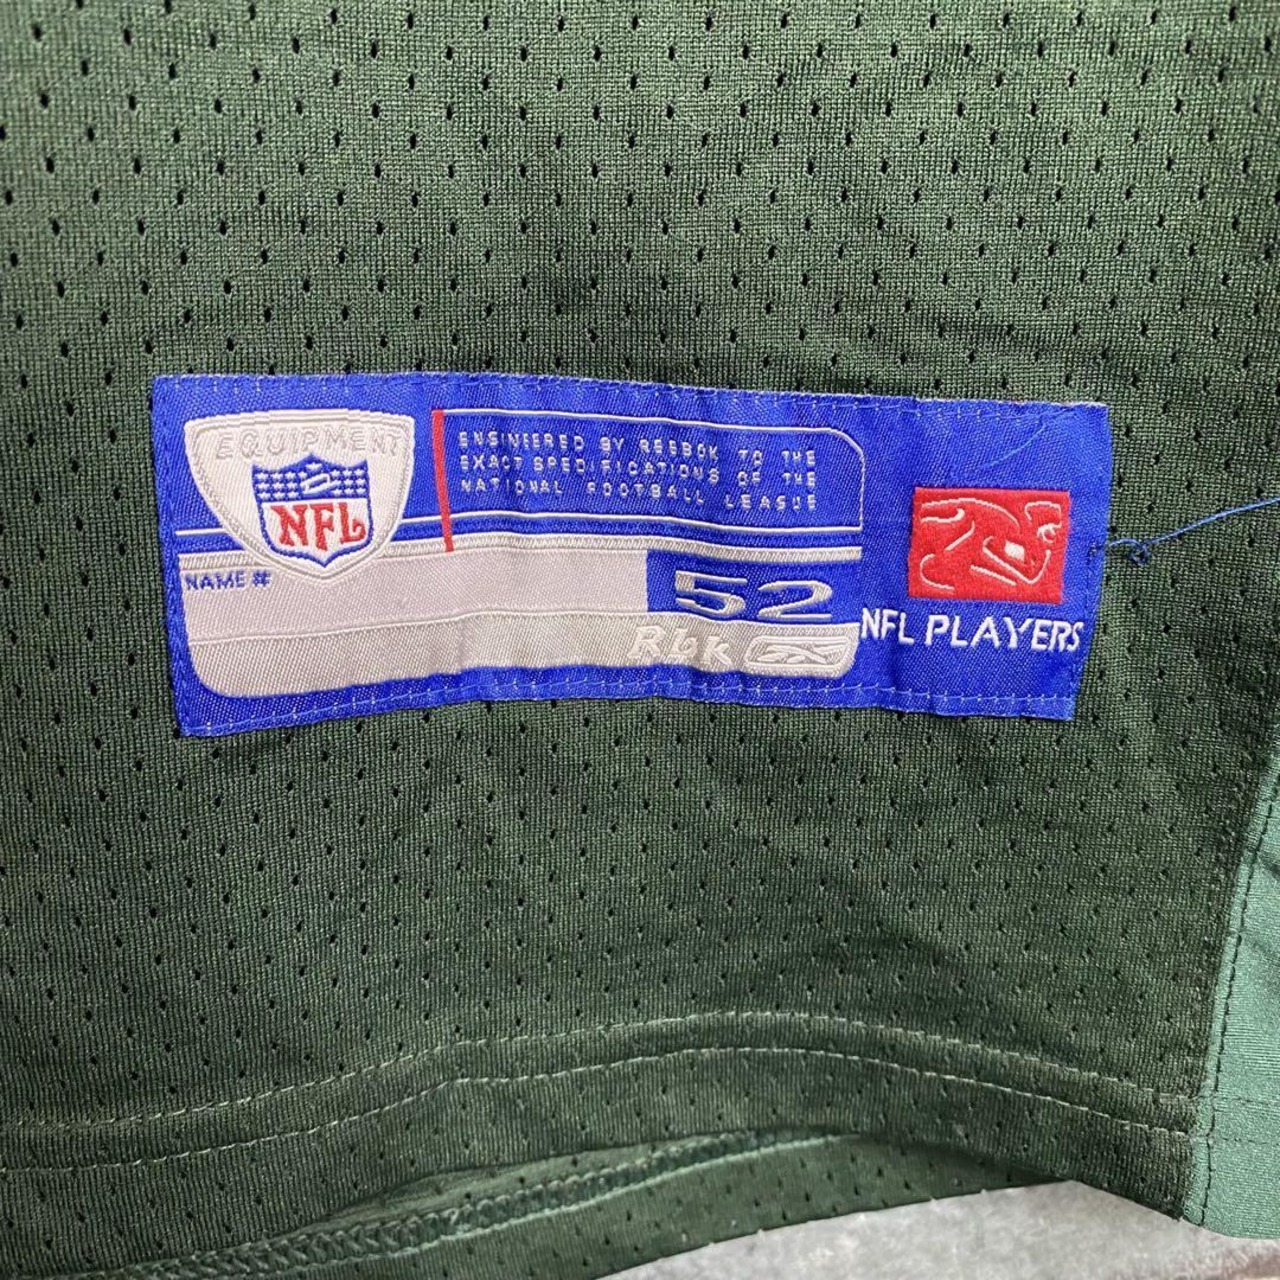 EQUIPMENT
NFL
ENGINEERED BY REEBOK TO THE
EXACT SPECIFICATIONS OF THE
NATIONAL FOOTBALL LEAGUE
NAME #
52
Rbk
NFL PLAYERS